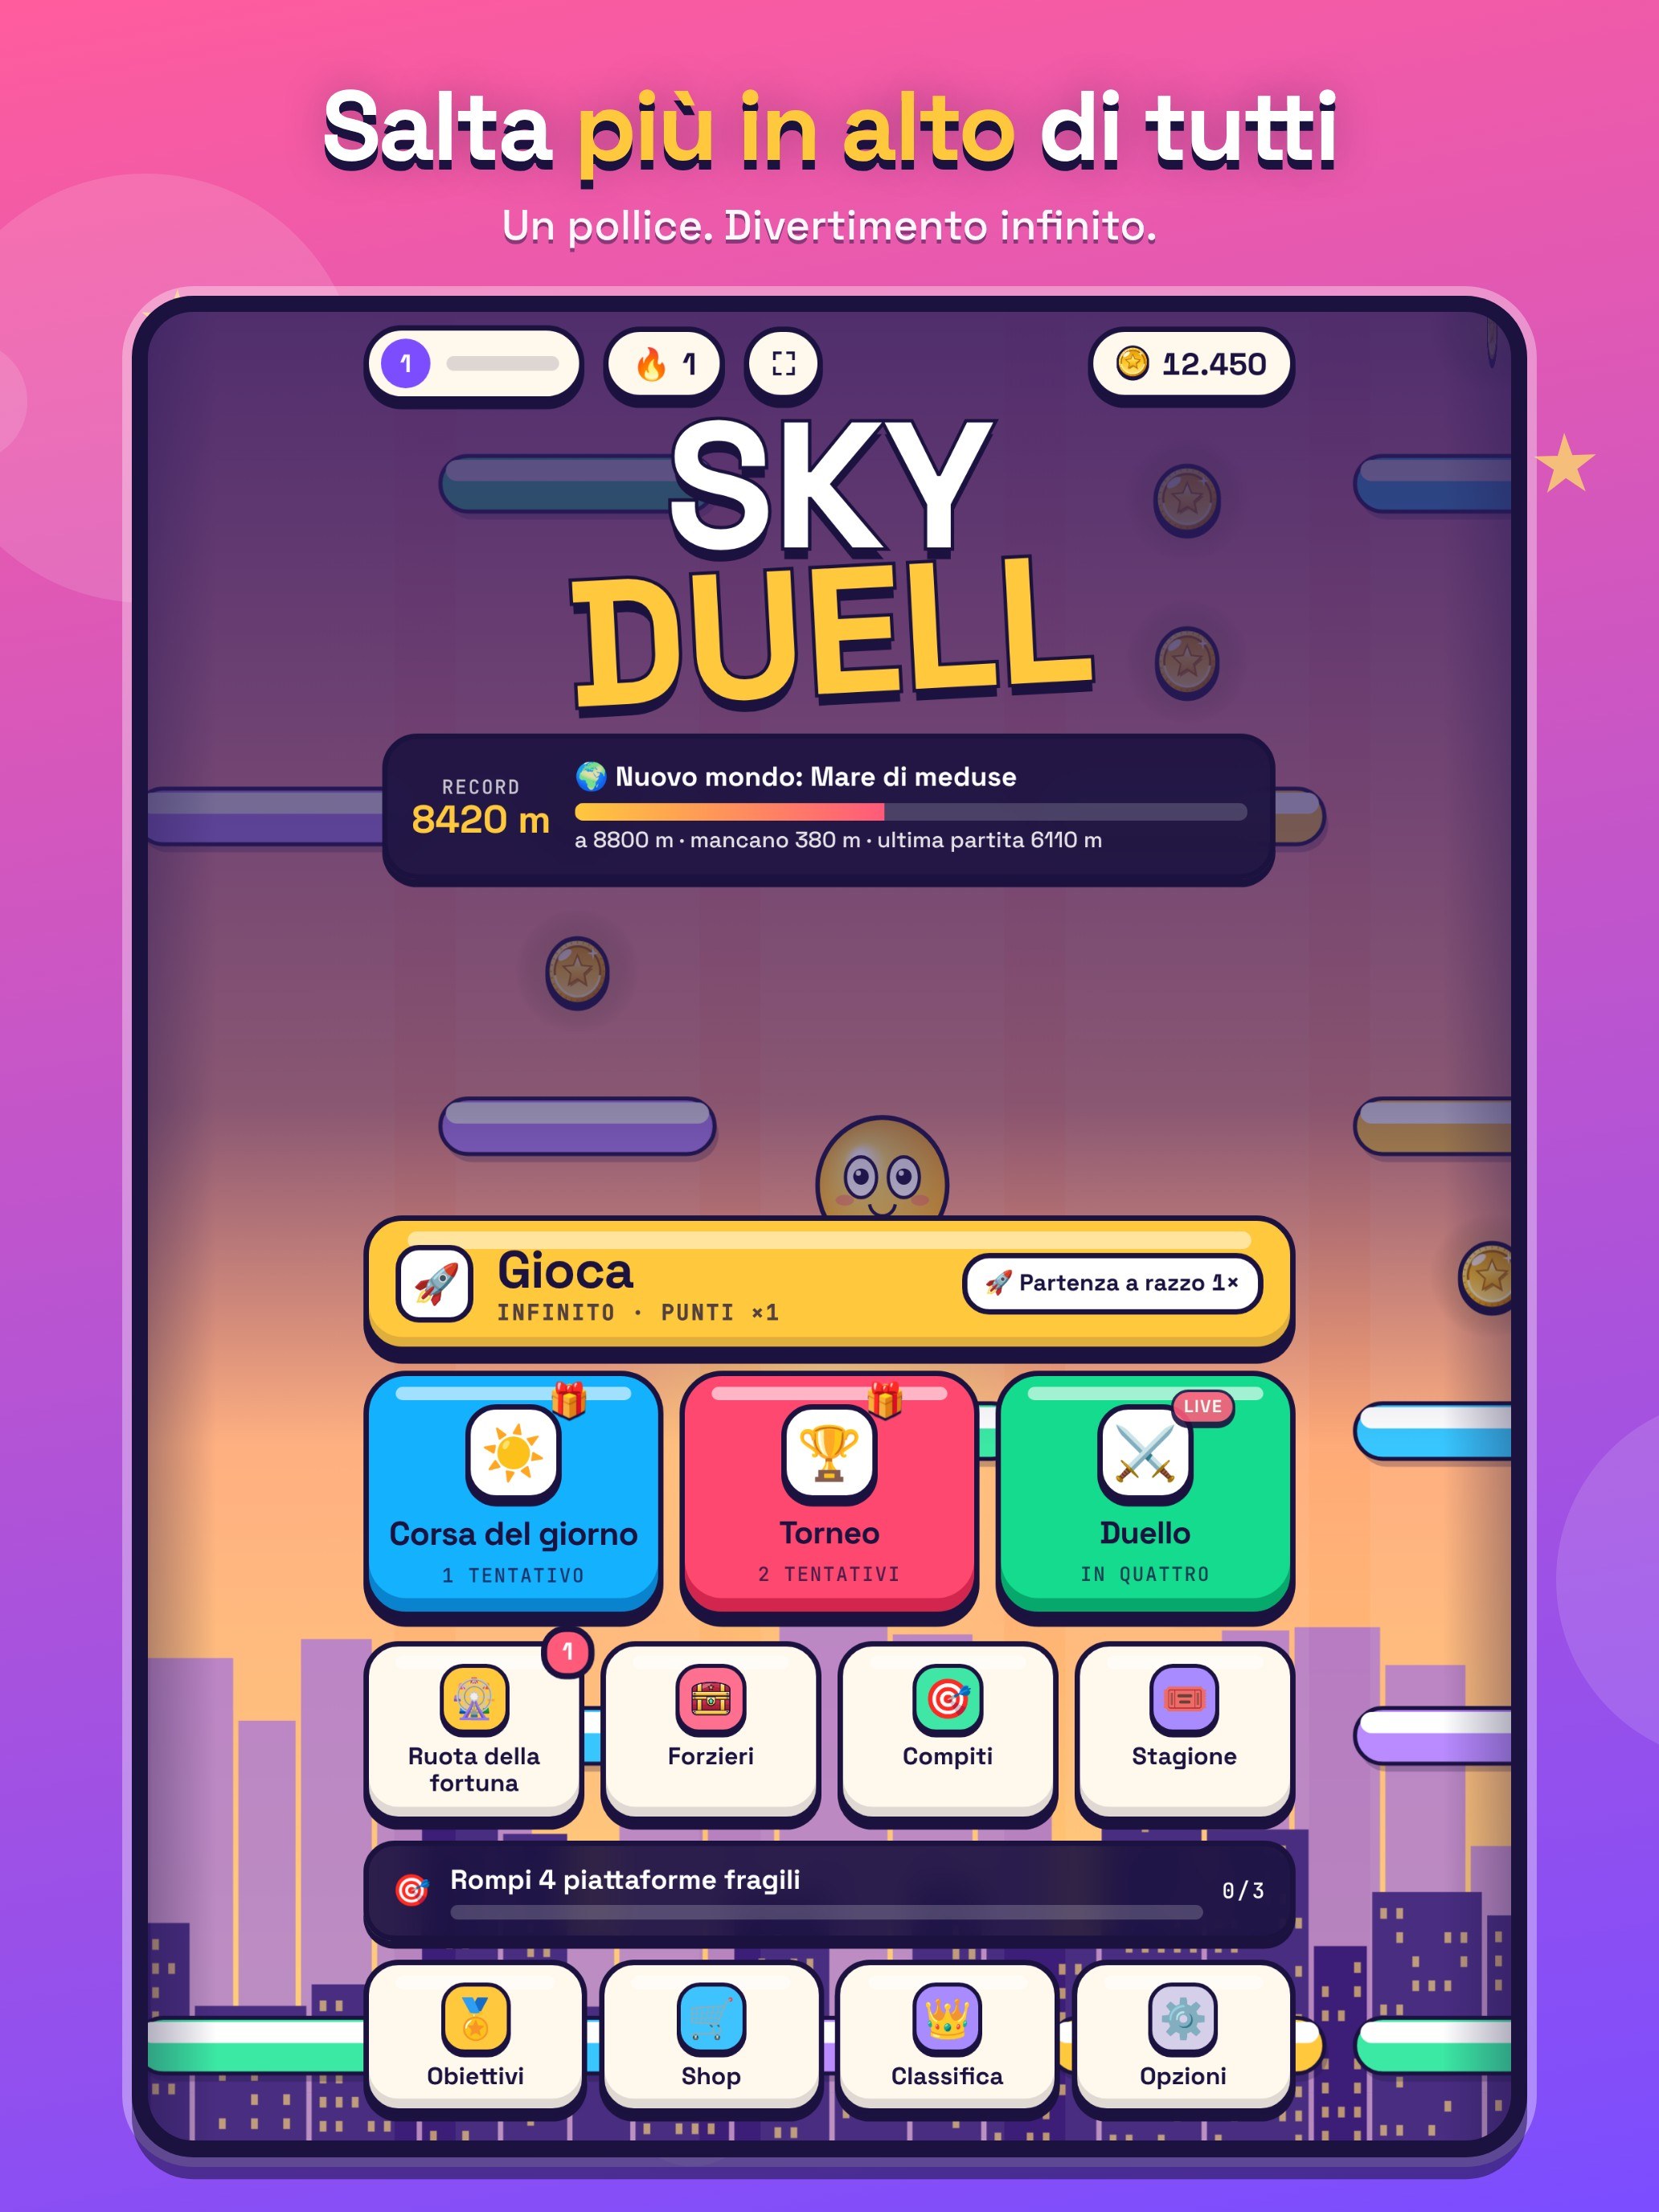 Salta più in alto di tutti
Un pollice. Divertimento infinito.
1
🔥 1
12.450
SKY
DUELL
RECORD
8420 m
🌍 Nuovo mondo: Mare di meduse
a 8800 m · mancano 380 m · ultima partita 6110 m
Gioca
INFINITO · PUNTI ×1
🚀 Partenza a razzo 1×
Corsa del giorno
1 TENTATIVO
Torneo
2 TENTATIVI
LIVE
Duello
IN QUATTRO
1
Ruota della
fortuna
Forzieri
Compiti
Stagione
Rompi 4 piattaforme fragili
0/3
Obiettivi
Shop
Classifica
Opzioni